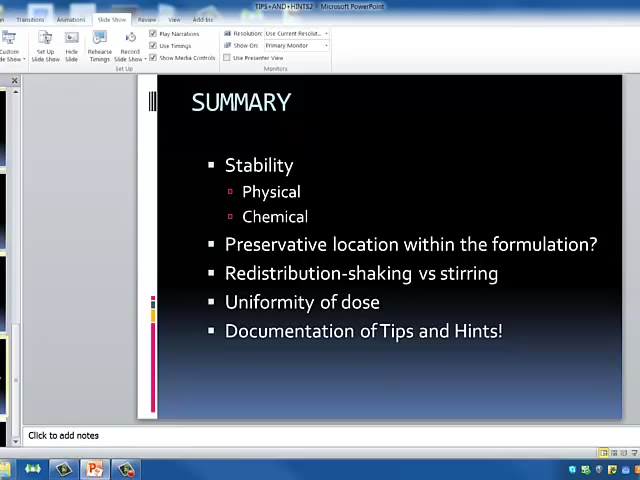 TIPS+AND+HINTS2 - Microsoft PowerPoint
Transitions Animations Slide Show Review View Add-Ins
Custom Slide Show
Set Up Slide Show
Hide Slide
Rehearse Timings
Record Slide Show
Play Narrations
Use Timings
Show Media Controls
Set Up
Resolution: Use Current Resolut...
Show On: Primary Monitor
Use Presenter View
Monitors
SUMMARY
Stability
Physical
Chemical
Preservative location within the formulation?
Redistribution-shaking vs stirring
Uniformity of dose
Documentation of Tips and Hints!
Click to add notes